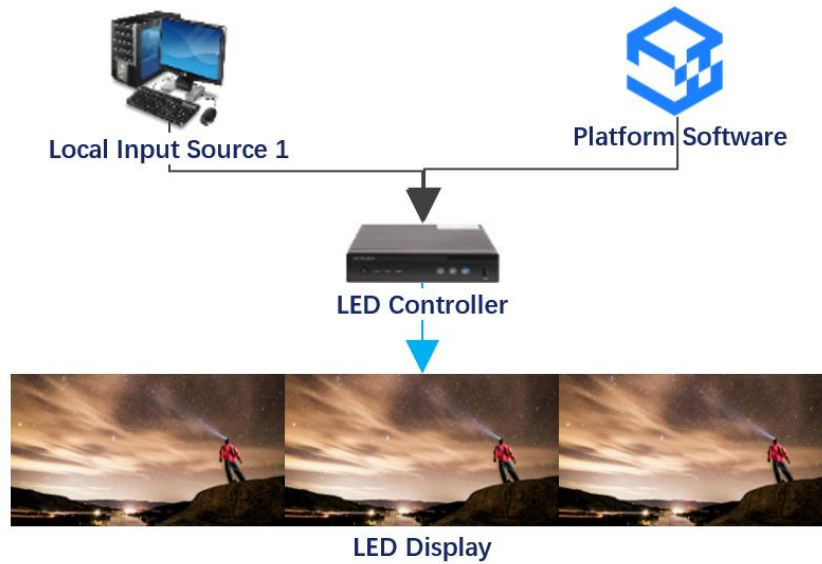 Local Input Source 1
Platform Software
LED Controller
LED Display